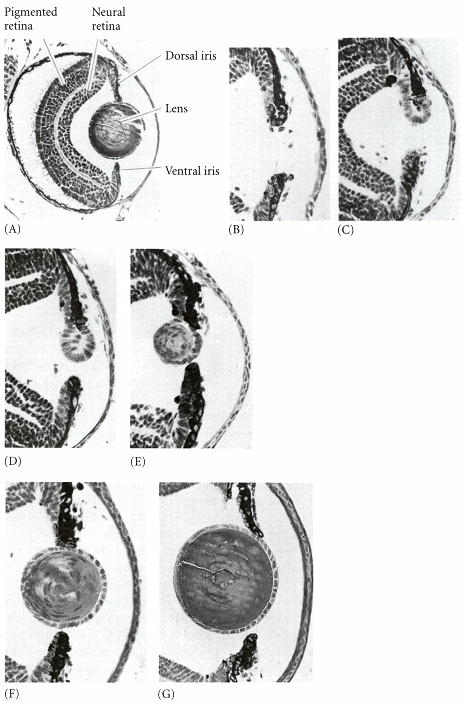 Pigmented
retina
Neural
retina
Dorsal iris
Lens
Ventral iris
(A)
(B)
(C)
(D)
(E)
(F)
(G)